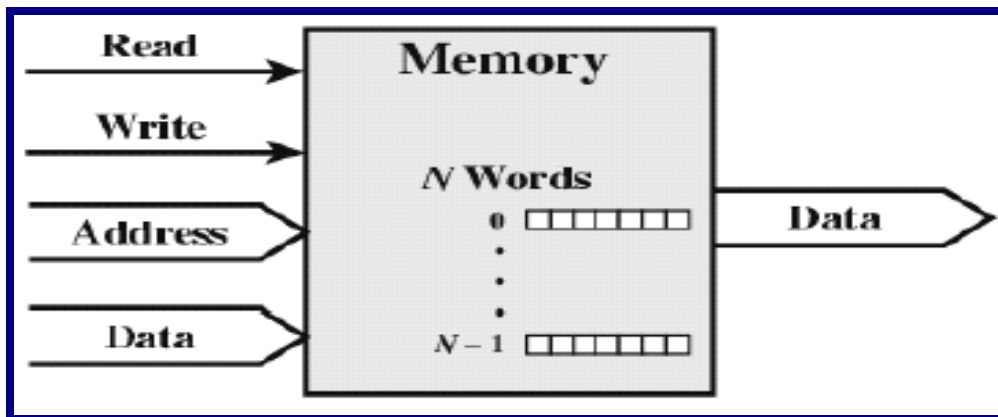 Read
Memory
Write
N Words
0
Address
Data
Data
N – 1